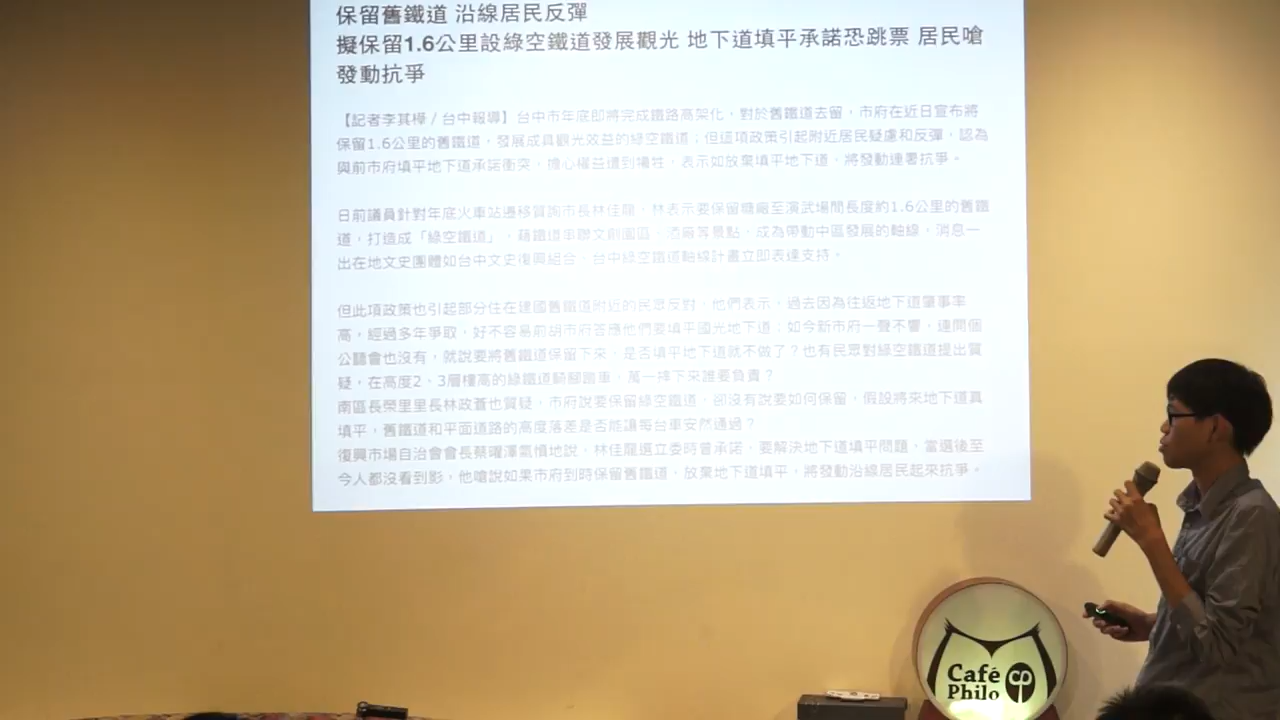 保留舊鐵道 沿線居民反彈
擬保留1.6公里設綠空鐵道發展觀光 地下道填平承諾恐跳票 居民嗆
發動抗爭
【記者李其樺／台中報導】台中市年底即將完成鐵路高架化，對於舊鐵道去留，市府在近日宣布將
保留1.6公里的舊鐵道，發展成具觀光效益的綠空鐵道；但這項政策引起附近居民疑慮和反彈，認為
與前市府填平地下道承諾衝突，擔心權益遭到犧牲，表示如放棄填平地下道，將發動連署抗爭。
日前議員針對年底火車站遷移質詢市長林佳龍，林表示要保留糖廠至演武場間長度約1.6公里的舊鐵
道，打造成「綠空鐵道」，藉鐵道串聯文創園區、酒廠等景點，成為帶動中區發展的軸線。消息一
出在地文史團體如台中文史復興組合、台中綠空鐵道軸線計畫立即表達支持。
但此項政策也引起部分住在建國舊鐵道附近的民眾反對，他們表示，過去因為往返地下道肇事率
高，經過多年爭取，好不容易前胡市府答應他們要填平國光地下道；如今新市府一聲不響，連開個
公聽會也沒有，就說要將舊鐵道保留下來，是否填平地下道就不做了？也有民眾對綠空鐵道提出質
疑，在高度2、3層樓高的綠鐵道騎腳踏車，萬一摔下來誰要負責？
南區長榮里里長林政蒼也質疑，市府說要保留綠空鐵道，卻沒有說要如何保留，假設將來地下道真
填平，舊鐵道和平面道路的高度落差是否能讓每台車安然通過？
復興市場自治會會長蔡曜澤氣憤地說，林佳龍選立委時曾承諾，要解決地下道填平問題，當選後至
今人都沒看到影，他嗆說如果市府到時保留舊鐵道，放棄地下道填平，將發動沿線居民起來抗爭。
Café
Philo